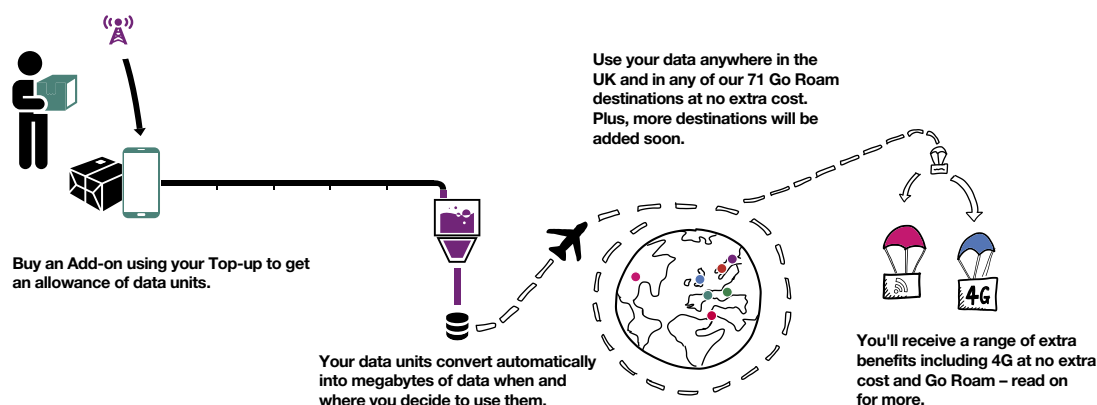 Use your data anywhere in the
UK and in any of our 71 Go Roam
destinations at no extra cost.
Plus, more destinations will be
added soon.
Buy an Add-on using your Top-up to get
an allowance of data units.
4G
Your data units convert automatically
into megabytes of data when and
where you decide to use them.
You'll receive a range of extra
benefits including 4G at no extra
cost and Go Roam – read on
for more.